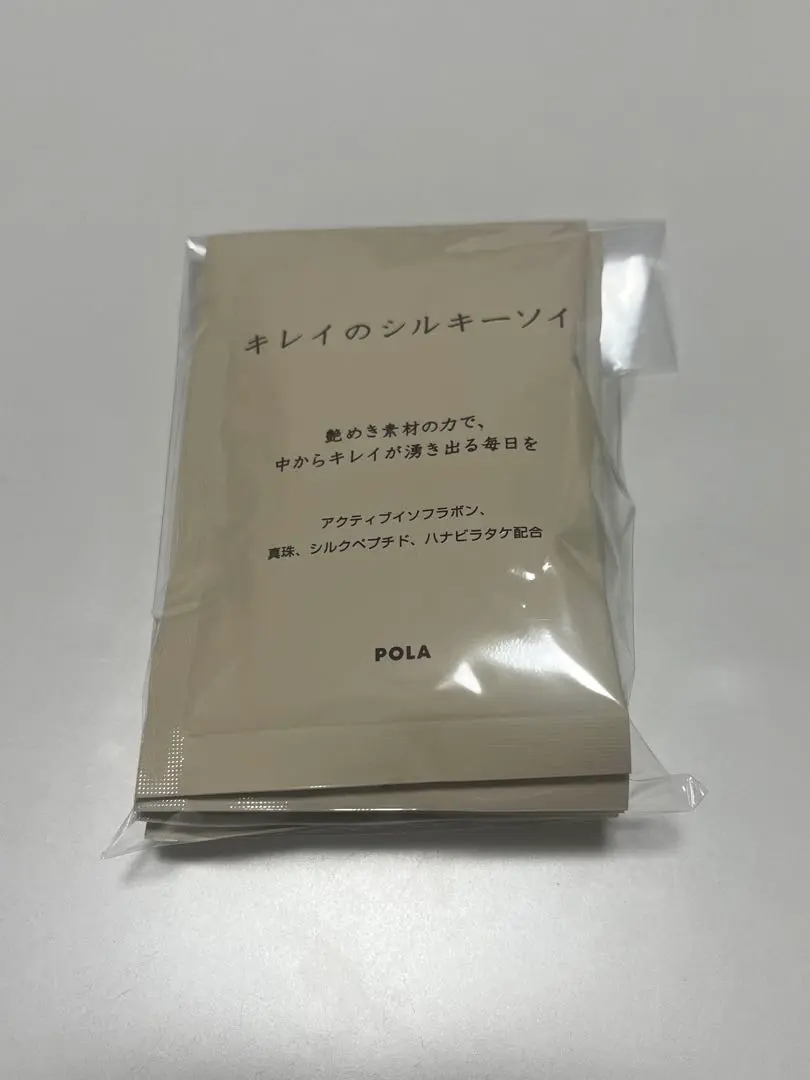 キレイのシルキーソイ
艶めき素材の力で、
中からキレイが湧き出る毎日を
アクティブイソフラボン、
真珠、シルクペプチド、ハナビラタケ配合
POLA